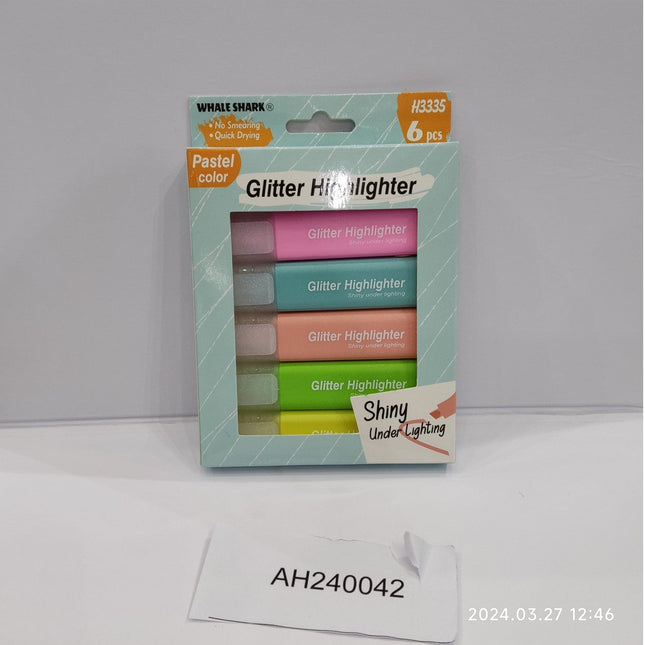 WHALE SHARK®
• No Smearing
• Quick Drying
H3335
6 pcs
Pastel
color
Glitter Highlighter
Glitter Highlighter
Shiny under lighting
Glitter Highlighter
Shiny under lighting
Glitter Highlighter
Shiny under lighting
Glitter Highlighter
Shiny
Under Lighting
AH240042
2024.03.27 12:46